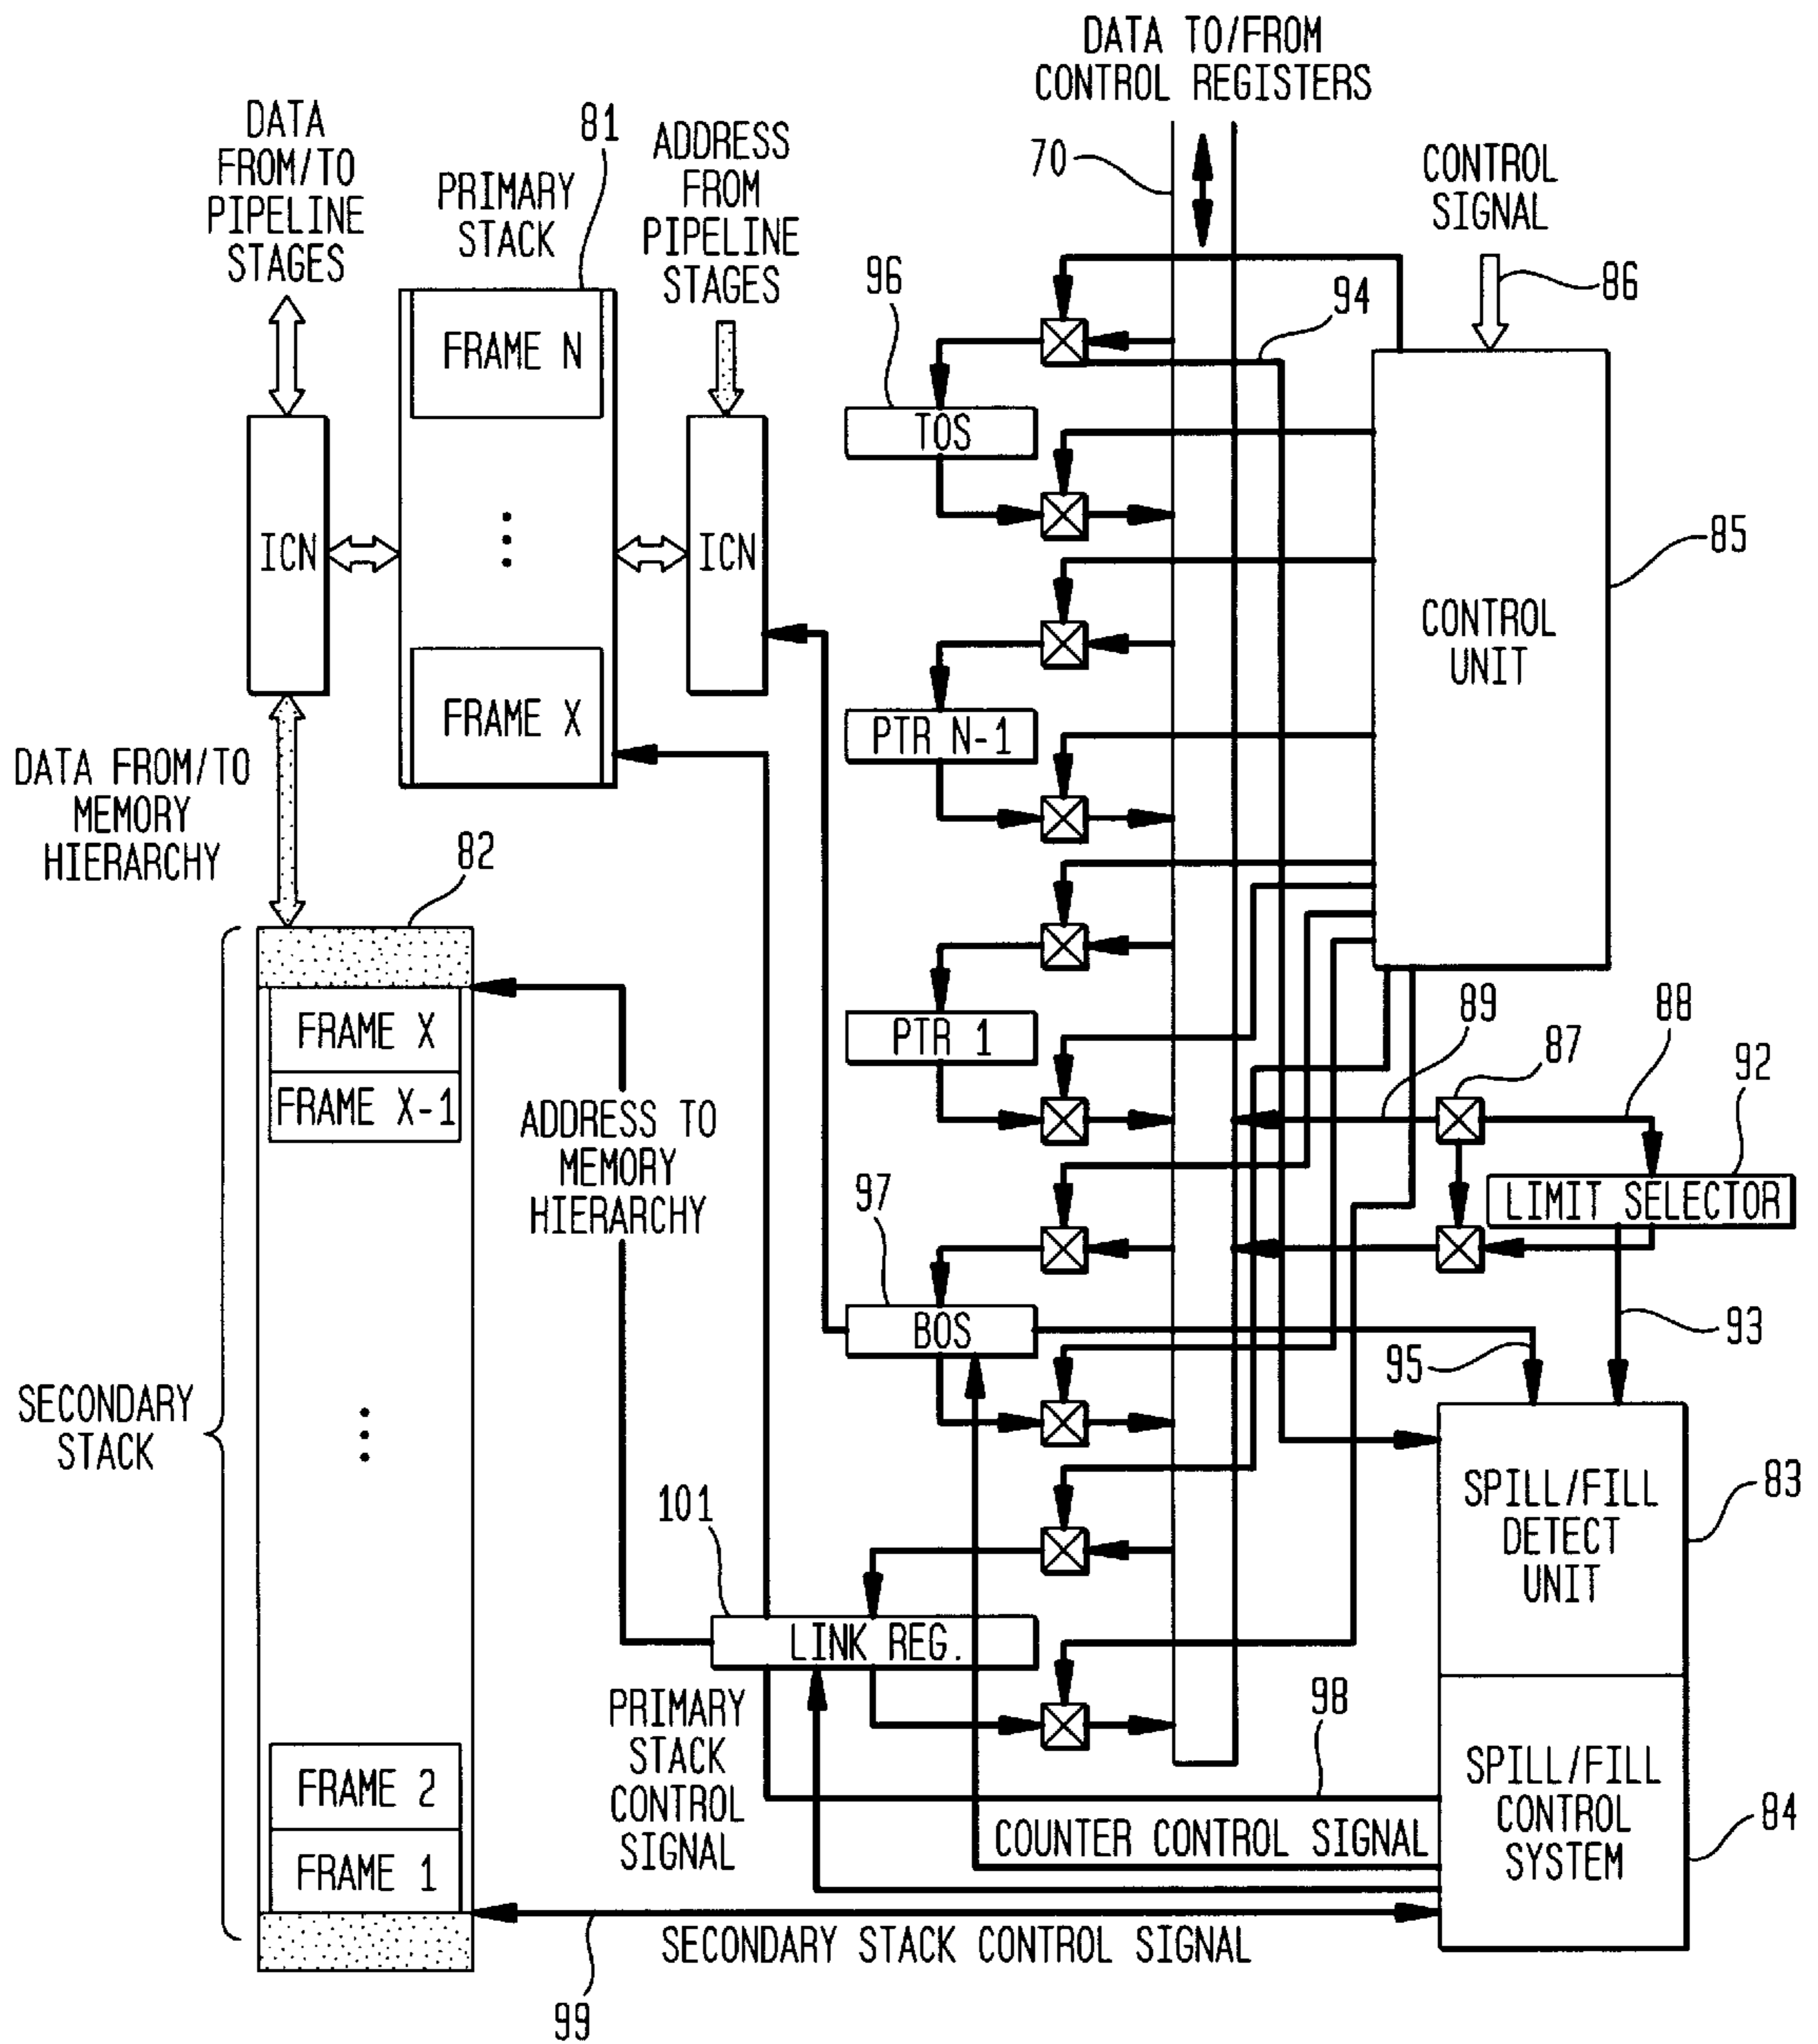 DATA TO/FROM
CONTROL REGISTERS
DATA
FROM/TO
PIPELINE
STAGES
81
PRIMARY
STACK
ADDRESS
FROM
PIPELINE
STAGES
70
CONTROL
SIGNAL
86
96
94
FRAME N
TOS
ICN
ICN
85
CONTROL
UNIT
FRAME X
PTR N-1
DATA FROM/TO
MEMORY
HIERARCHY
82
FRAME X
FRAME X-1
PTR 1
89
88
87
92
ADDRESS TO
MEMORY
HIERARCHY
97
LIMIT SELECTOR
BOS
93
95
SECONDARY
STACK
SPILL/FILL
DETECT
UNIT
83
101
LINK REG.
PRIMARY
STACK
CONTROL
SIGNAL
98
FRAME 2
FRAME 1
COUNTER CONTROL SIGNAL
SPILL/FILL
CONTROL
SYSTEM
84
SECONDARY STACK CONTROL SIGNAL
99